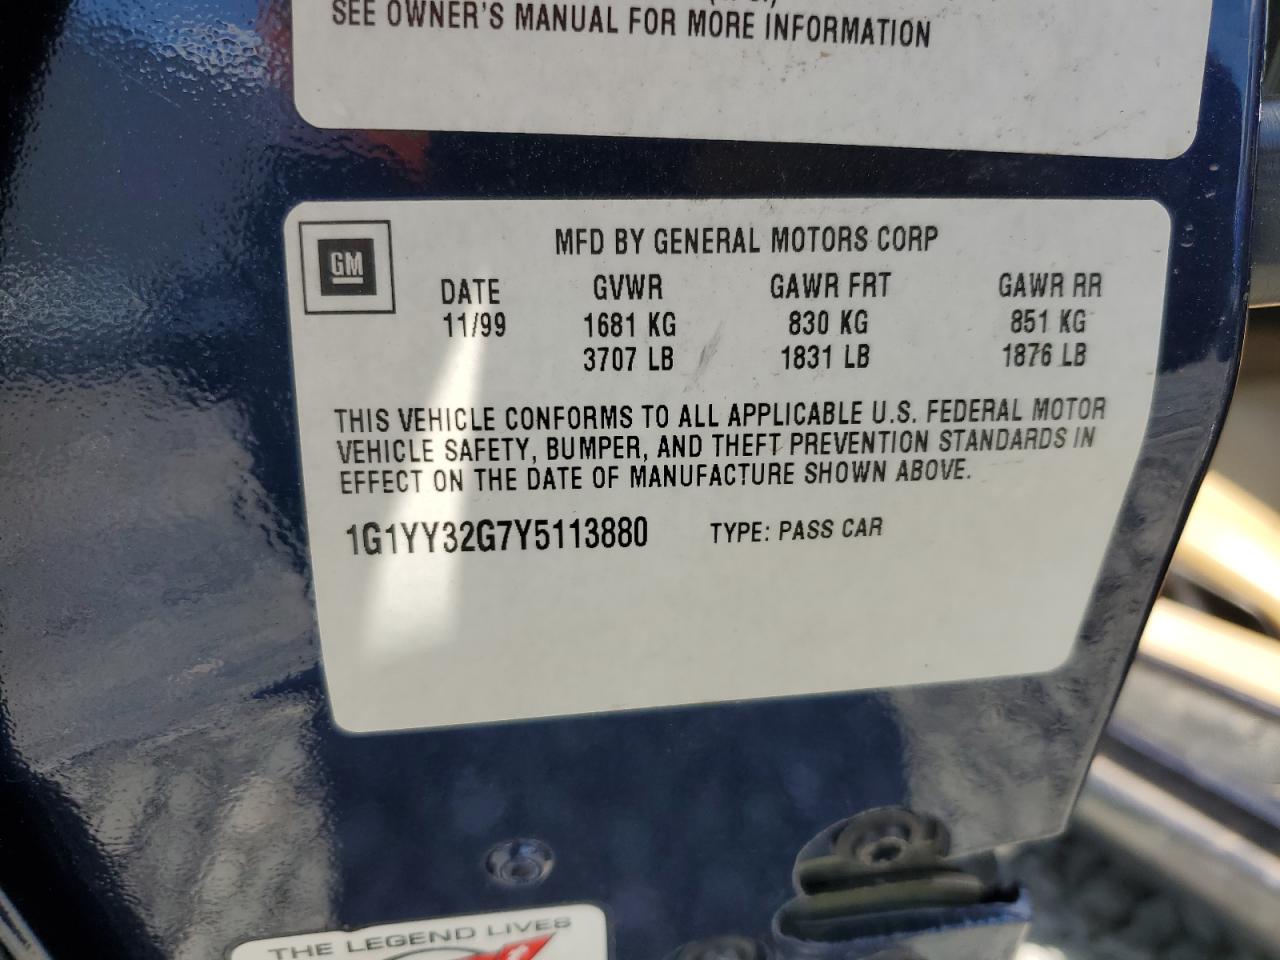 SEE OWNER'S MANUAL FOR MORE INFORMATION
GM
MFD BY GENERAL MOTORS CORP
DATE GVWR GAWR FRT GAWR RR
11/99 1681 KG 830 KG 851 KG
3707 LB 1831 LB 1876 LB
THIS VEHICLE CONFORMS TO ALL APPLICABLE U.S. FEDERAL MOTOR
VEHICLE SAFETY, BUMPER, AND THEFT PREVENTION STANDARDS IN
EFFECT ON THE DATE OF MANUFACTURE SHOWN ABOVE.
1G1YY32G7Y5113880 TYPE: PASS CAR
THE LEGEND LIVES